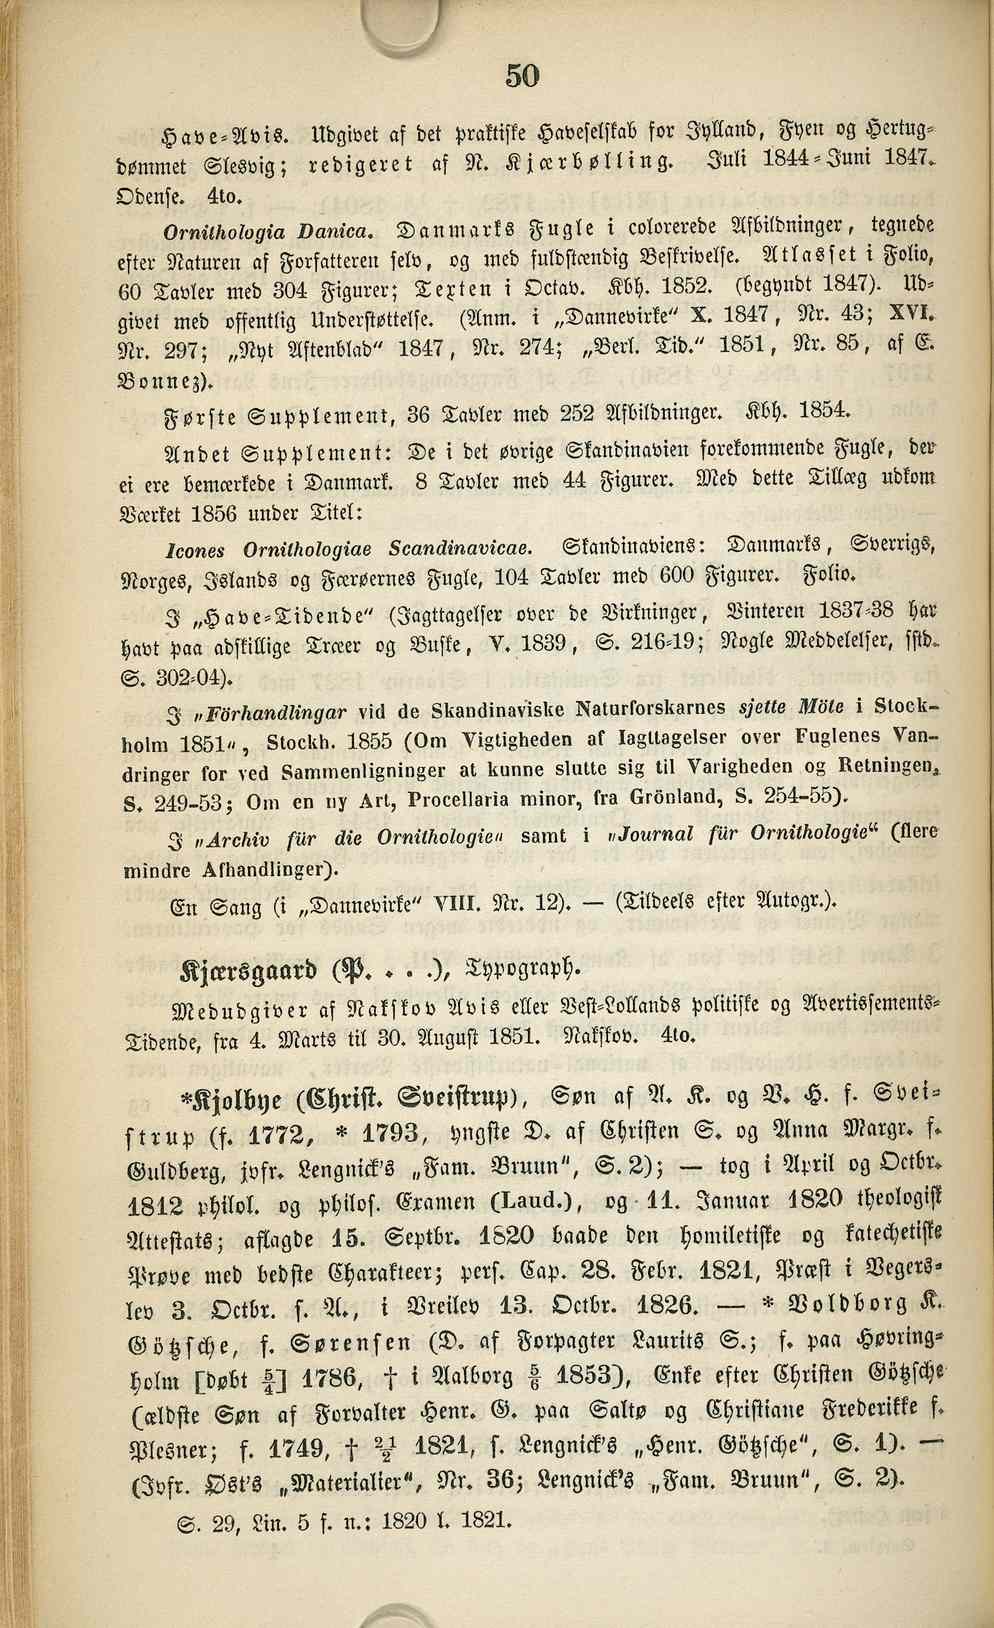 50
Have-Avis. Udgivet af det praktiske Haveselskab for Jylland, Fyen og Hertug-
dømmet Slesvig; redigeret af N. Kjærbølling. Juli 1844-Juni 1847.
Odense. 4to.
Ornithologia Danica. Danmarks Fugle i colorerede Afbildninger, tegnede
efter Naturen af Forfatteren selv, og med fuldstændig Beskrivelse. Atlasset i Folio,
60 Tavler med 304 Figurer; Texten i Octav. Kbh. 1852. (begyndt 1847). Ud-
givet med offentlig Understøttelse. (Anm. i „Dannevirke" X. 1847, Nr. 43; XVI.
Nr. 297; „Nyt Aftenblad" 1847, Nr. 274; „Berl. Tid." 1851, Nr. 85, af E.
Bonnez).
Første Supplement, 36 Tavler med 252 Afbildninger. Kbh. 1854.
Andet Supplement: De i det øvrige Skandinavien forekommende Fugle, der
ei ere bemærkede i Danmark. 8 Tavler med 44 Figurer. Med dette Tillæg udkom
Værket 1856 under Titel:
Icones Ornithologiae Scandinavicae. Skandinaviens: Danmarks, Sverrigs,
Norges, Islands og Færøernes Fugle, 104 Tavler med 600 Figurer. Folio.
I „Have-Tidende" (Jagttagelser over de Virkninger, Vinteren 1837-38 har
havt paa adskillige Træer og Buske, V. 1839, S. 216-19; Nogle Meddelelser, sstd.
S. 302-04).
I „Förhandlingar vid de Skandinaviske Naturforskarnes sjette Möte i Stock-
holm 1851", Stockh. 1855 (Om Vigtigheden af Iagttagelser over Fuglenes Van-
dringer for ved Sammenligninger at kunne slutte sig til Varigheden og Retningen,
S. 249-53; Om en ny Art, Procellaria minor, fra Grönland, S. 254-55).
I „Archiv für die Ornithologie" samt i „Journal für Ornithologie" (flere
mindre Afhandlinger).
En Sang (i „Dannevirke" VIII. Nr. 12). — (Tildeels efter Autogr.).
Kjærsgaard (P. . . .), Typograph.
Medudgiver af Nakskov Avis eller Vest-Lollands politiske og Avertissements-
Tidende, fra 4. Marts til 30. August 1851. Nakskov. 4to.
*Kjølbye (Christ. Sveistrup), Søn af A. K. og V. H. f. Svei-
strup (f. 1772, * 1793, yngste D. af Christen S. og Anna Margr. f.
Guldberg, jvfr. Lengnick's „Fam. Bruun", S. 2); — tog i April og Octbr.
1812 philol. og philos. Examen (Laud.), og 11. Januar 1820 theologisk
Attestats; aflagde 15. Septbr. 1820 baade den homiletiske og katechetiske
Prøve med bedste Charakteer; pers. Cap. 28. Febr. 1821, Præst i Vegers-
lev 3. Octbr. s. A., i Vreilev 13. Octbr. 1826. — * Voldborg K.
Götzsche, f. Sørensen (D. af Forpagter Laurits S.; f. paa Høvring-
holm [døbt 5/4] 1786, † i Aalborg 5/6 1853), Enke efter Christen Götzsche
(ældste Søn af Forvalter Henr. G. paa Saltø og Christiane Frederikke f.
Plesner; f. 1749, † 21/2 1821, s. Lengnick's „Henr. Götzsche", S. 1). —
(Jvfr. Øst's „Materialier", Nr. 36; Lengnick's „Fam. Bruun", S. 2).
S. 29, Lin. 5 f. n.: 1820 l. 1821.